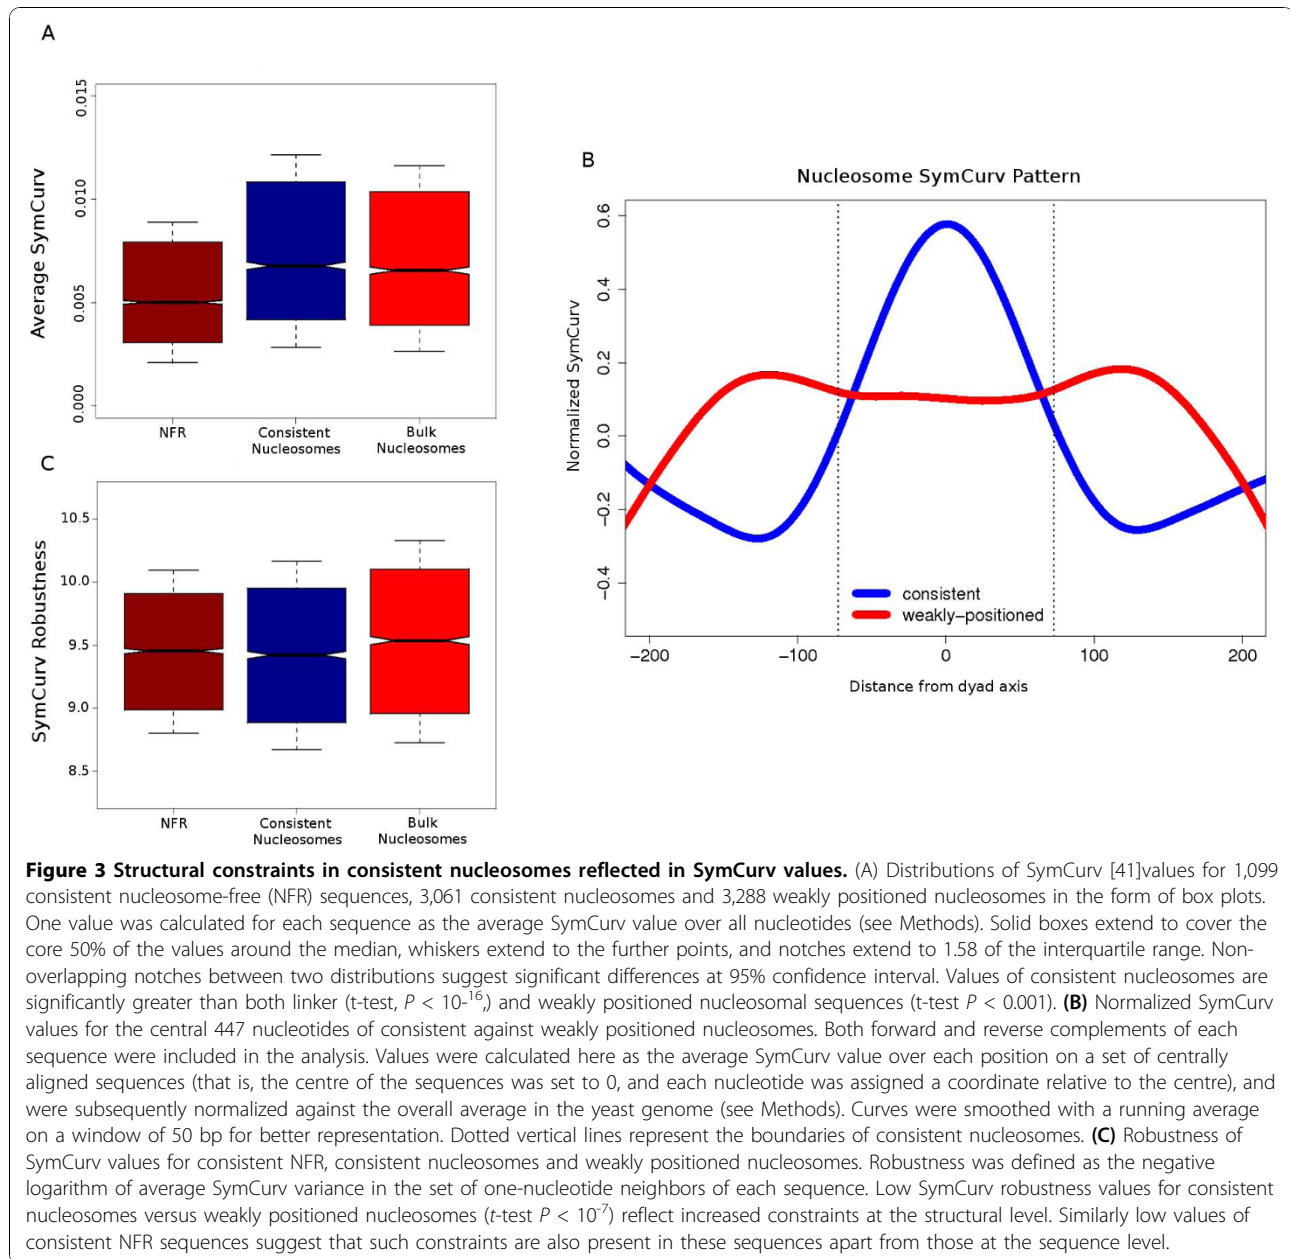 A
Average SymCurv
0.015
0.010
0.005
0.000
NFR
Consistent
Nucleosomes
Bulk
Nucleosomes
B
Nucleosome SymCurv Pattern
Normalized SymCurv
0.6
0.4
0.2
0.0
−0.2
−0.4
consistent
weakly−positioned
−200
−100
0
100
200
Distance from dyad axis
C
SymCurv Robustness
10.5
10.0
9.5
9.0
8.5
NFR
Consistent
Nucleosomes
Bulk
Nucleosomes
Figure 3 Structural constraints in consistent nucleosomes reflected in SymCurv values. (A) Distributions of SymCurv [41]values for 1,099
consistent nucleosome-free (NFR) sequences, 3,061 consistent nucleosomes and 3,288 weakly positioned nucleosomes in the form of box plots.
One value was calculated for each sequence as the average SymCurv value over all nucleotides (see Methods). Solid boxes extend to cover the
core 50% of the values around the median, whiskers extend to the further points, and notches extend to 1.58 of the interquartile range. Non-
overlapping notches between two distributions suggest significant differences at 95% confidence interval. Values of consistent nucleosomes are
significantly greater than both linker (t-test, P < 10-16,) and weakly positioned nucleosomal sequences (t-test P < 0.001). (B) Normalized SymCurv
values for the central 447 nucleotides of consistent against weakly positioned nucleosomes. Both forward and reverse complements of each
sequence were included in the analysis. Values were calculated here as the average SymCurv value over each position on a set of centrally
aligned sequences (that is, the centre of the sequences was set to 0, and each nucleotide was assigned a coordinate relative to the centre), and
were subsequently normalized against the overall average in the yeast genome (see Methods). Curves were smoothed with a running average
on a window of 50 bp for better representation. Dotted vertical lines represent the boundaries of consistent nucleosomes. (C) Robustness of
SymCurv values for consistent NFR, consistent nucleosomes and weakly positioned nucleosomes. Robustness was defined as the negative
logarithm of average SymCurv variance in the set of one-nucleotide neighbors of each sequence. Low SymCurv robustness values for consistent
nucleosomes versus weakly positioned nucleosomes (t-test P < 10-7) reflect increased constraints at the structural level. Similarly low values of
consistent NFR sequences suggest that such constraints are also present in these sequences apart from those at the sequence level.